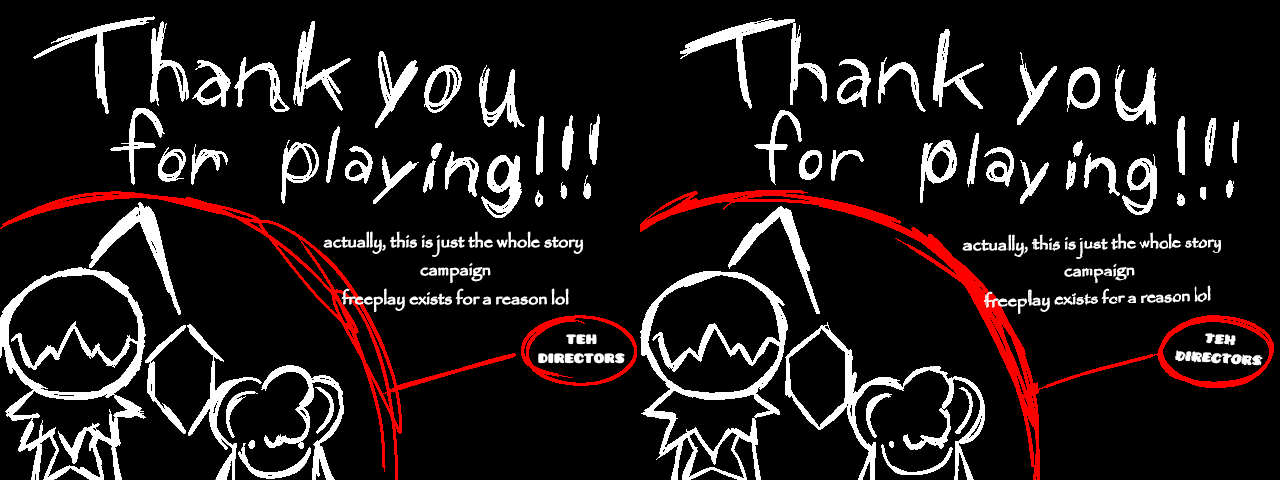 Thank you
for playing!!!
actually, this is just the whole story
campaign
freeplay exists for a reason lol
TEH
DIRECTORS
Thank you
for playing!!!
actually, this is just the whole story
campaign
freeplay exists for a reason lol
TEH
DIRECTORS